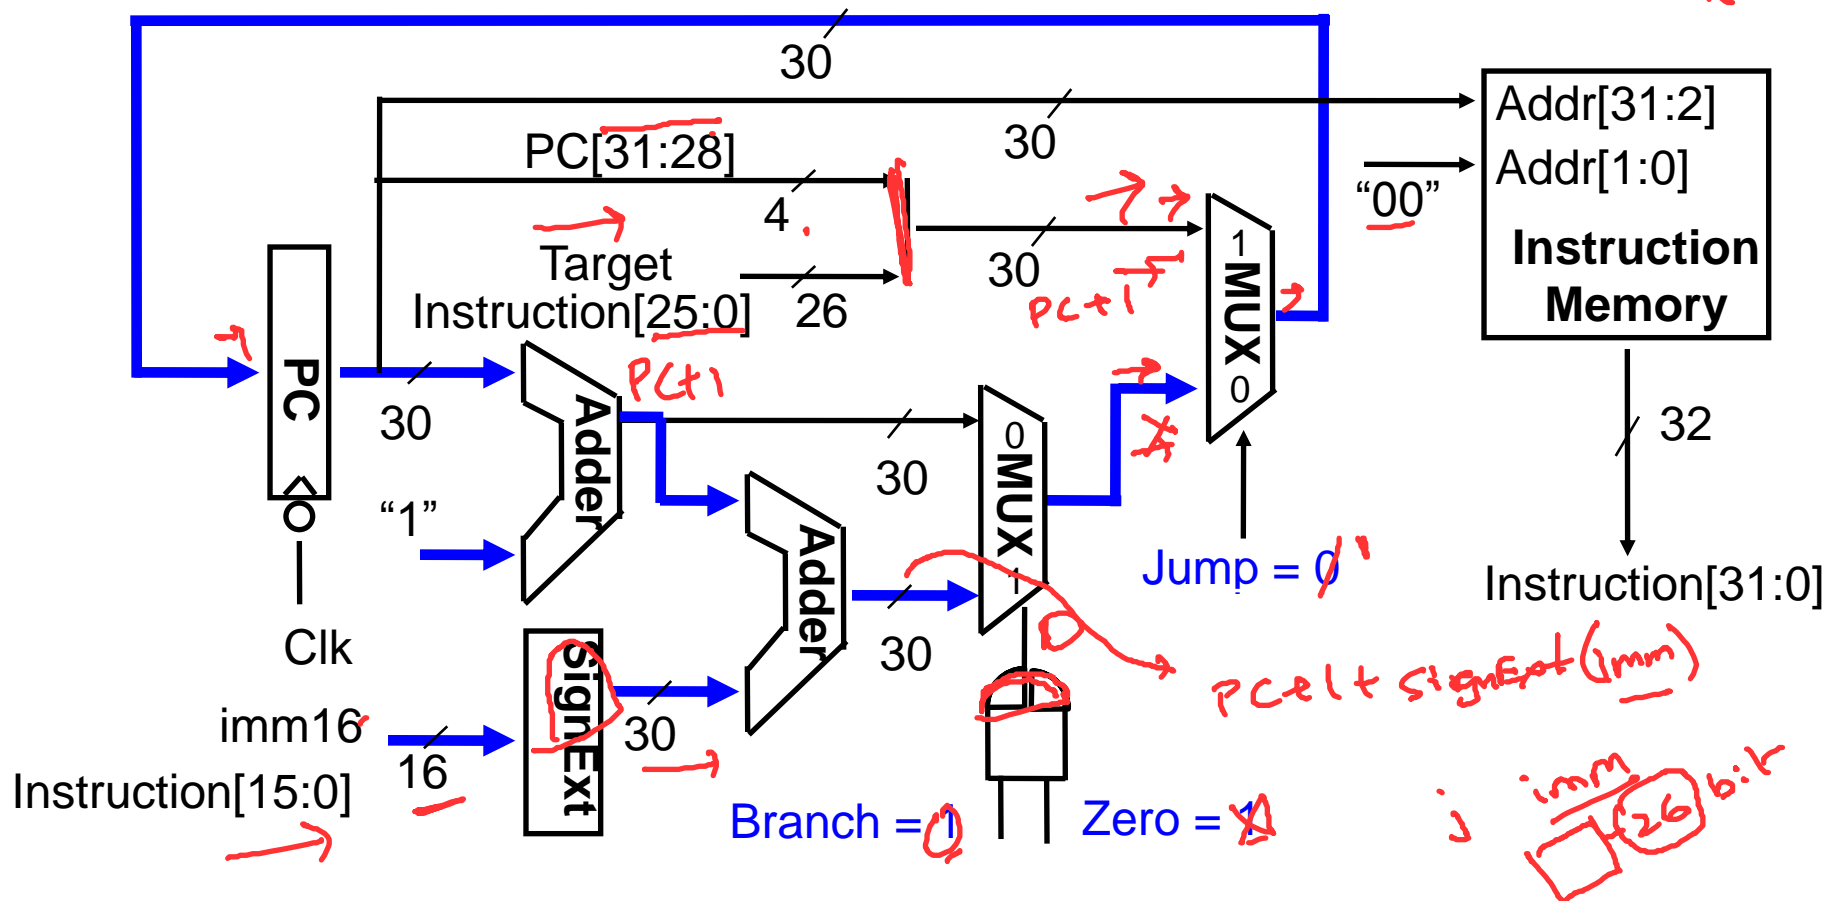 30
30
Addr[31:2]
PC[31:28]
4
"00"
Addr[1:0]
Target
Instruction[25:0]
26
30
1
MUX
0
PC+1
Instruction
Memory
PC
30
PC+1
Adder
30
0
MUX
1
32
"1"
Adder
Jump = 0
1
Instruction[31:0]
Clk
30
0
PC+1+ SignExt(imm)
imm16
16
SignExt
30
Instruction[15:0]
Branch = 1
0
Zero = 1
j imm
26 bit